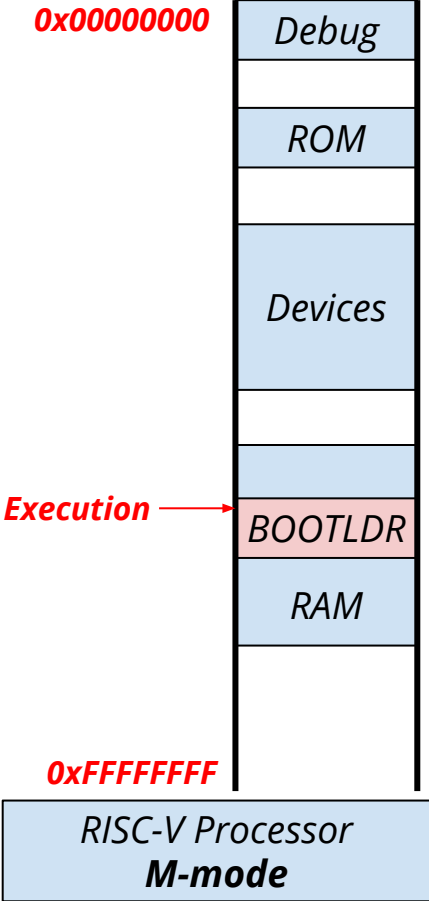 0x00000000
Debug
ROM
Devices
Execution
BOOTLDR
RAM
0xFFFFFFFF
RISC-V Processor
M-mode